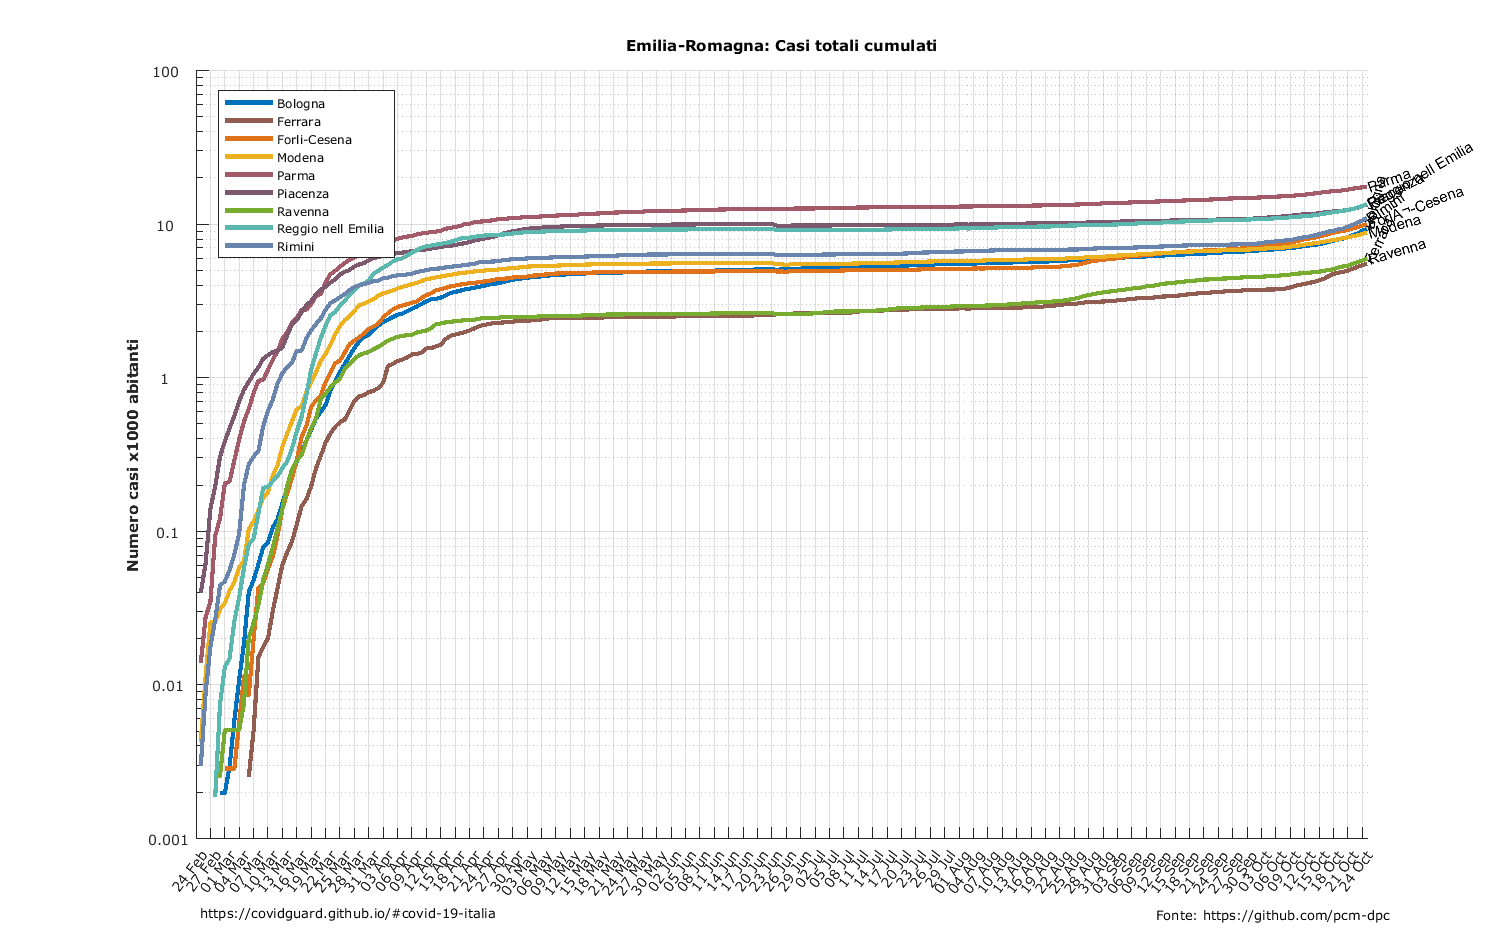 Emilia-Romagna: Casi totali cumulati
100
10
1
0.1
0.01
0.001
Numero casi x1000 abitanti
Bologna
Ferrara
Forli-Cesena
Modena
Parma
Piacenza
Ravenna
Reggio nell Emilia
Rimini
Parma
nell Emilia
Rimini
-Cesena
Modena
Ravenna
24 Feb
27 Feb
01 Mar
04 Mar
07 Mar
10 Mar
13 Mar
16 Mar
19 Mar
22 Mar
25 Mar
28 Mar
31 Mar
03 Apr
06 Apr
09 Apr
12 Apr
15 Apr
18 Apr
21 Apr
24 Apr
27 Apr
30 Apr
03 May
06 May
09 May
12 May
15 May
18 May
21 May
24 May
27 May
30 May
02 Jun
05 Jun
08 Jun
11 Jun
14 Jun
17 Jun
20 Jun
23 Jun
26 Jun
29 Jun
02 Jul
05 Jul
08 Jul
11 Jul
14 Jul
17 Jul
20 Jul
23 Jul
26 Jul
29 Jul
01 Aug
04 Aug
07 Aug
10 Aug
13 Aug
16 Aug
19 Aug
22 Aug
25 Aug
28 Aug
31 Aug
03 Sep
06 Sep
09 Sep
12 Sep
15 Sep
18 Sep
21 Sep
24 Sep
27 Sep
30 Sep
03 Oct
06 Oct
09 Oct
12 Oct
15 Oct
18 Oct
21 Oct
24 Oct
https://covidguard.github.io/#covid-19-italia
Fonte: https://github.com/pcm-dpc